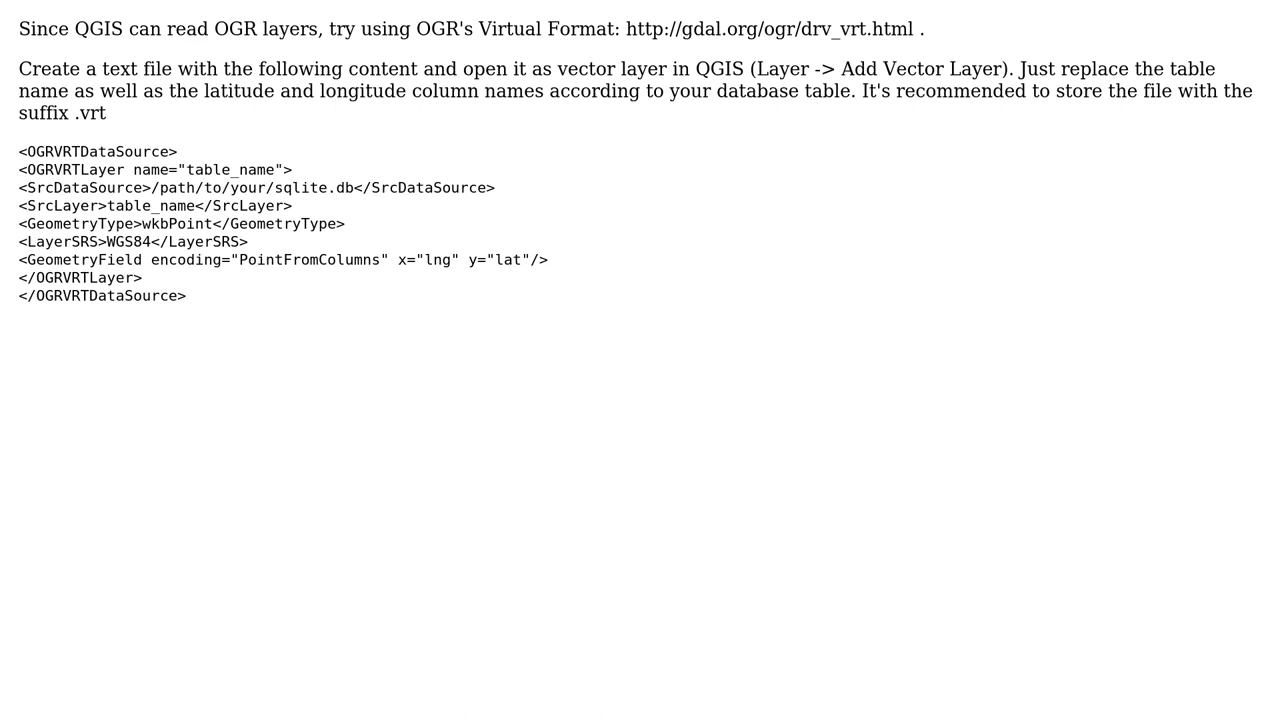 Since QGIS can read OGR layers, try using OGR's Virtual Format: http://gdal.org/ogr/drv_vrt.html .
Create a text file with the following content and open it as vector layer in QGIS (Layer -> Add Vector Layer). Just replace the table
name as well as the latitude and longitude column names according to your database table. It's recommended to store the file with the
suffix .vrt
<OGRVRTDataSource>
<OGRVRTLayer name="table_name">
<SrcDataSource>/path/to/your/sqlite.db</SrcDataSource>
<SrcLayer>table_name</SrcLayer>
<GeometryType>wkbPoint</GeometryType>
<LayerSRS>WGS84</LayerSRS>
<GeometryField encoding="PointFromColumns" x="lng" y="lat"/>
</OGRVRTLayer>
</OGRVRTDataSource>